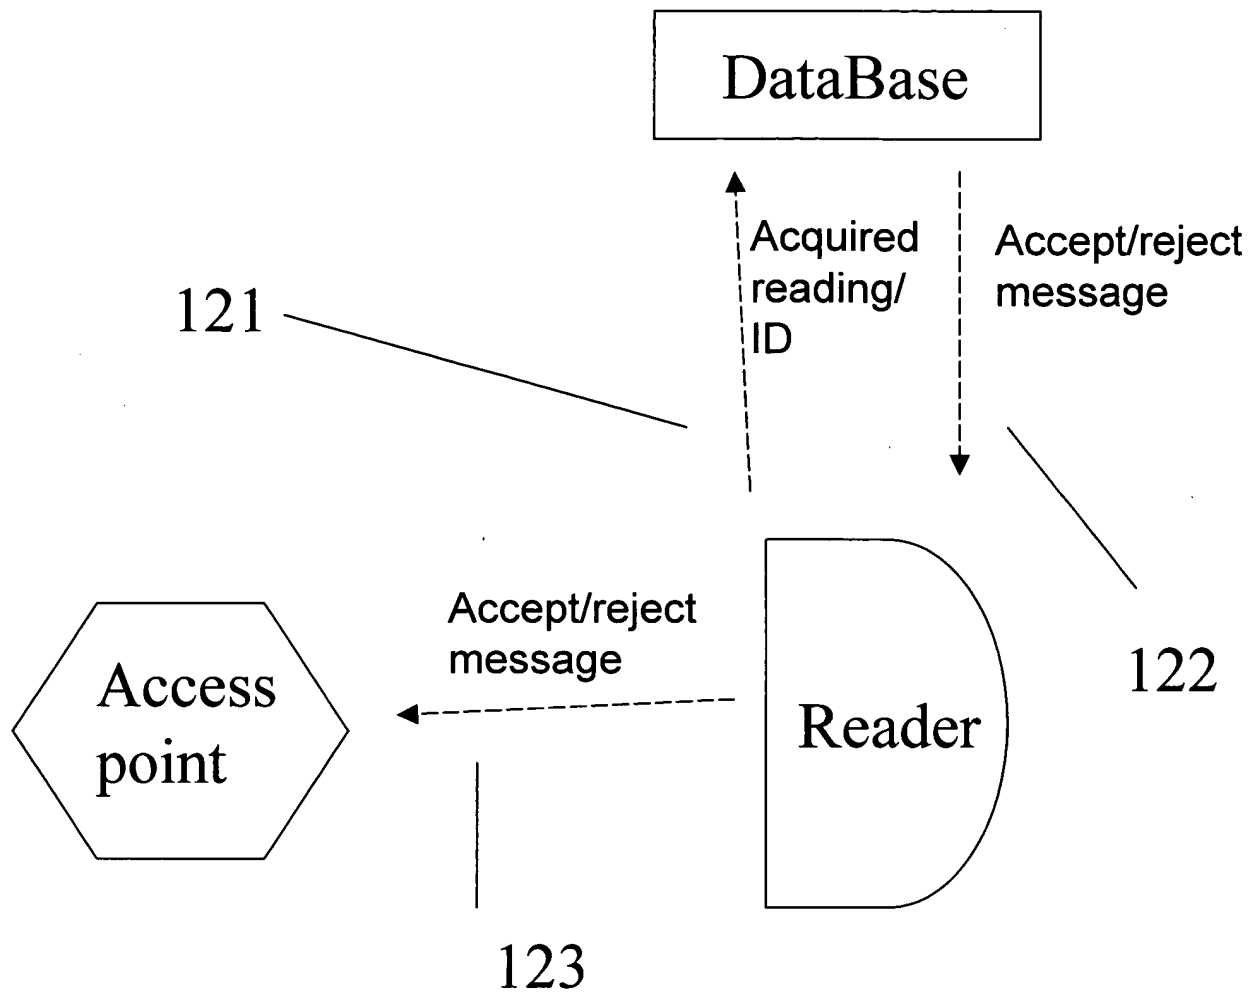 DataBase
Acquired
reading/
ID
Accept/reject
message
121
Accept/reject
message
122
Access
point
Reader
123